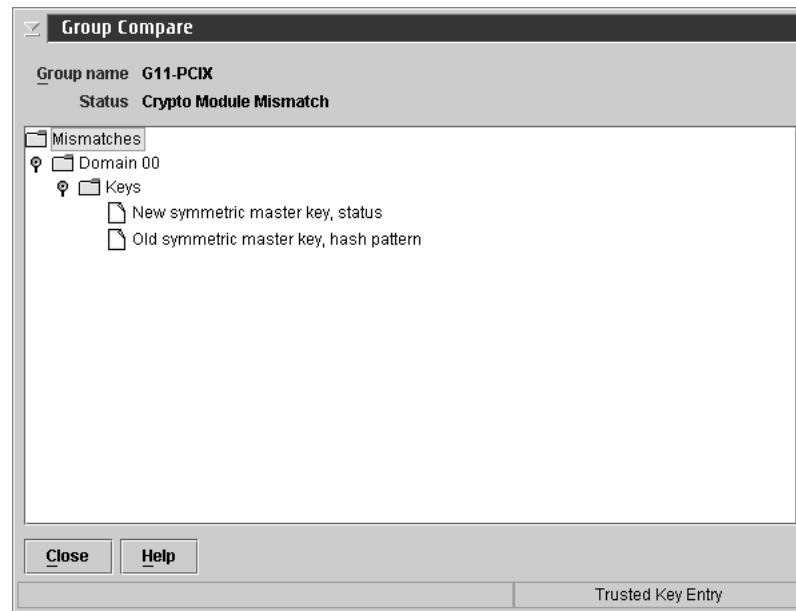 Group Compare
Group name G11-PCIX
Status Crypto Module Mismatch
Mismatches
Domain 00
Keys
New symmetric master key, status
Old symmetric master key, hash pattern
Close Help
Trusted Key Entry